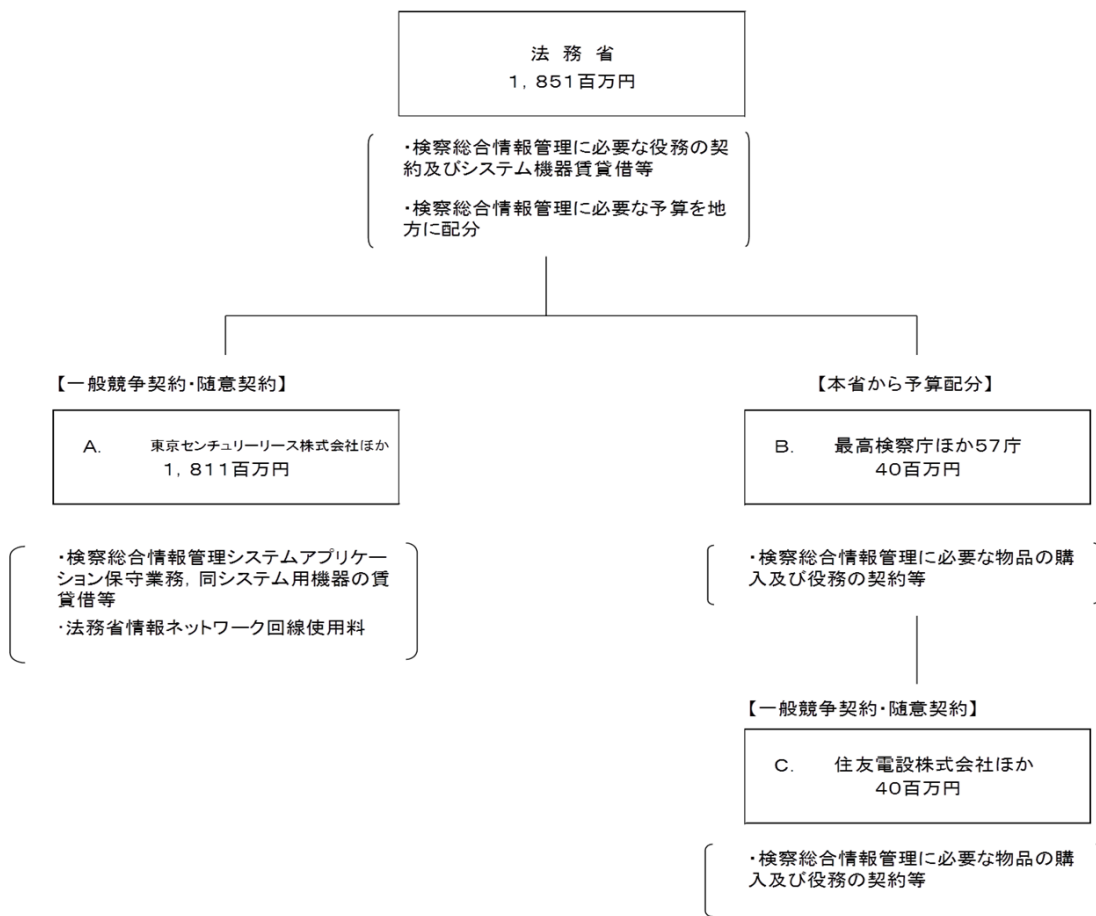 法 務 省
1, 851百万円
・検察総合情報管理に必要な役務の契
約及びシステム機器賃貸借等
・検察総合情報管理に必要な予算を地
方に配分
【一般競争契約・随意契約】
A. 東京センチュリーリース株式会社ほか
1, 811百万円
・検察総合情報管理システムアプリケー
ション保守業務, 同システム用機器の賃
貸借等
・法務省情報ネットワーク回線使用料
【本省から予算配分】
B. 最高検察庁ほか57庁
40百万円
・検察総合情報管理に必要な物品の購
入及び役務の契約等
【一般競争契約・随意契約】
C. 住友電設株式会社ほか
40百万円
・検察総合情報管理に必要な物品の購
入及び役務の契約等